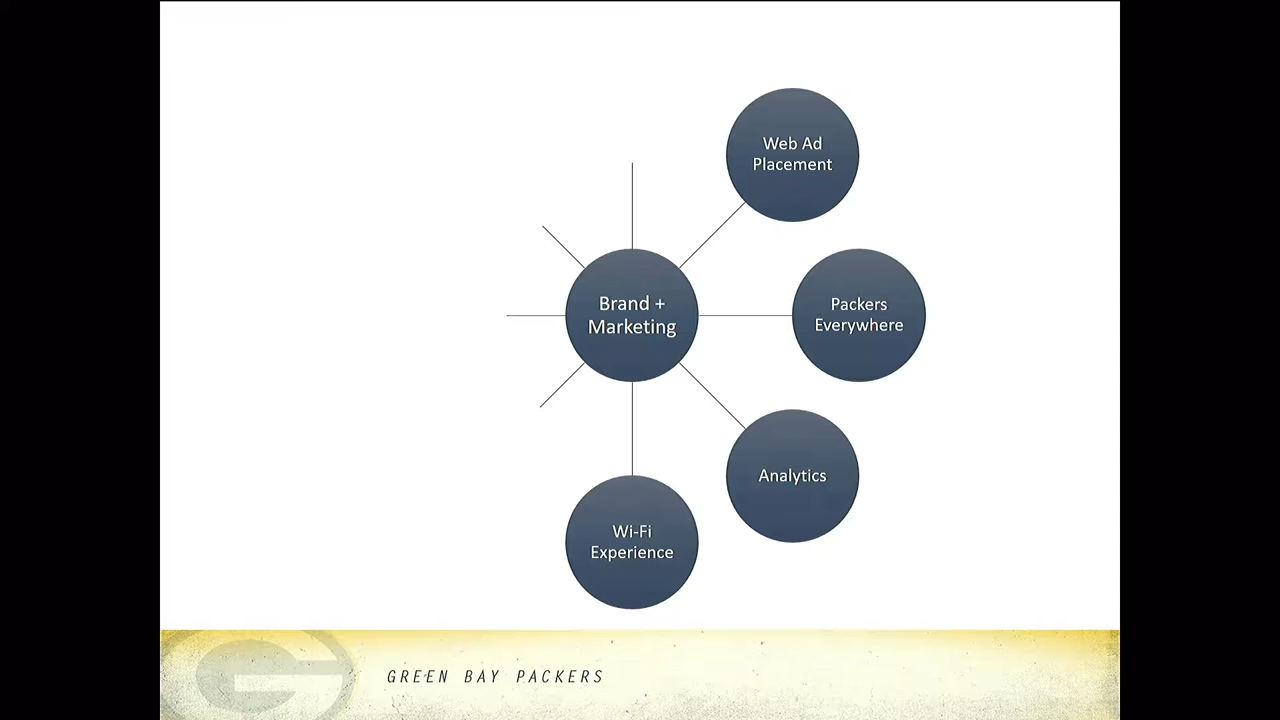 Web Ad
Placement
Brand +
Marketing
Packers
Everywhere
Analytics
Wi-Fi
Experience
G
GREEN BAY PACKERS